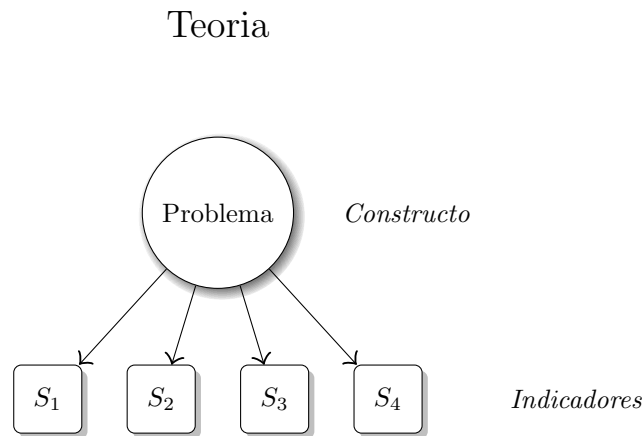 Teoria
Problema
Constructo
S1
S2
S3
S4
Indicadores